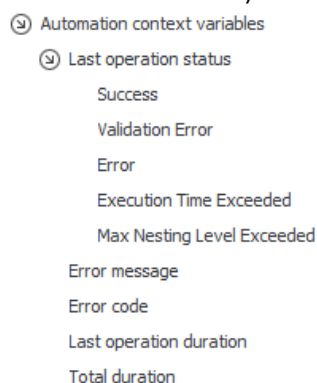 Automation context variables
Last operation status
Success
Validation Error
Error
Execution Time Exceeded
Max Nesting Level Exceeded
Error message
Error code
Last operation duration
Total duration